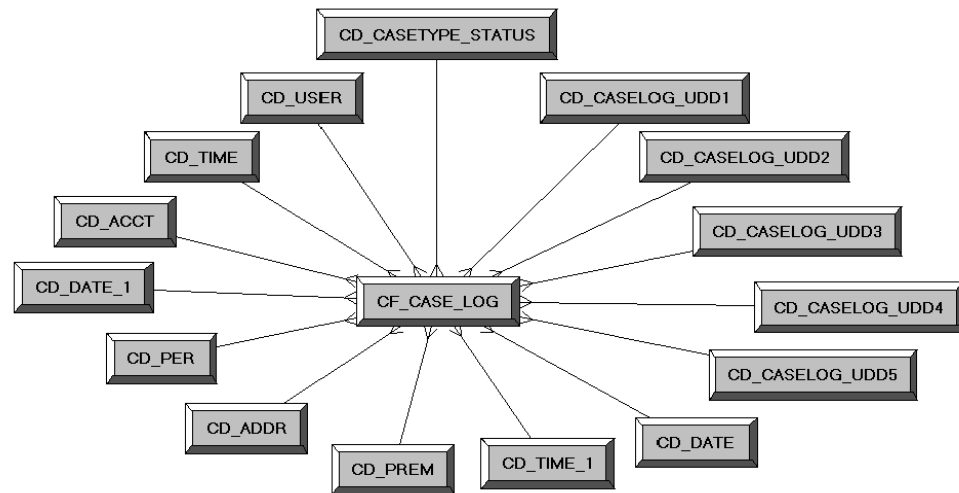 CD_CASETYPE_STATUS
CD_USER
CD_CASELOG_UDD1
CD_TIME
CD_CASELOG_UDD2
CD_ACCT
CD_CASELOG_UDD3
CD_DATE_1
CF_CASE_LOG
CD_CASELOG_UDD4
CD_PER
CD_CASELOG_UDD5
CD_ADDR
CD_PREM
CD_TIME_1
CD_DATE